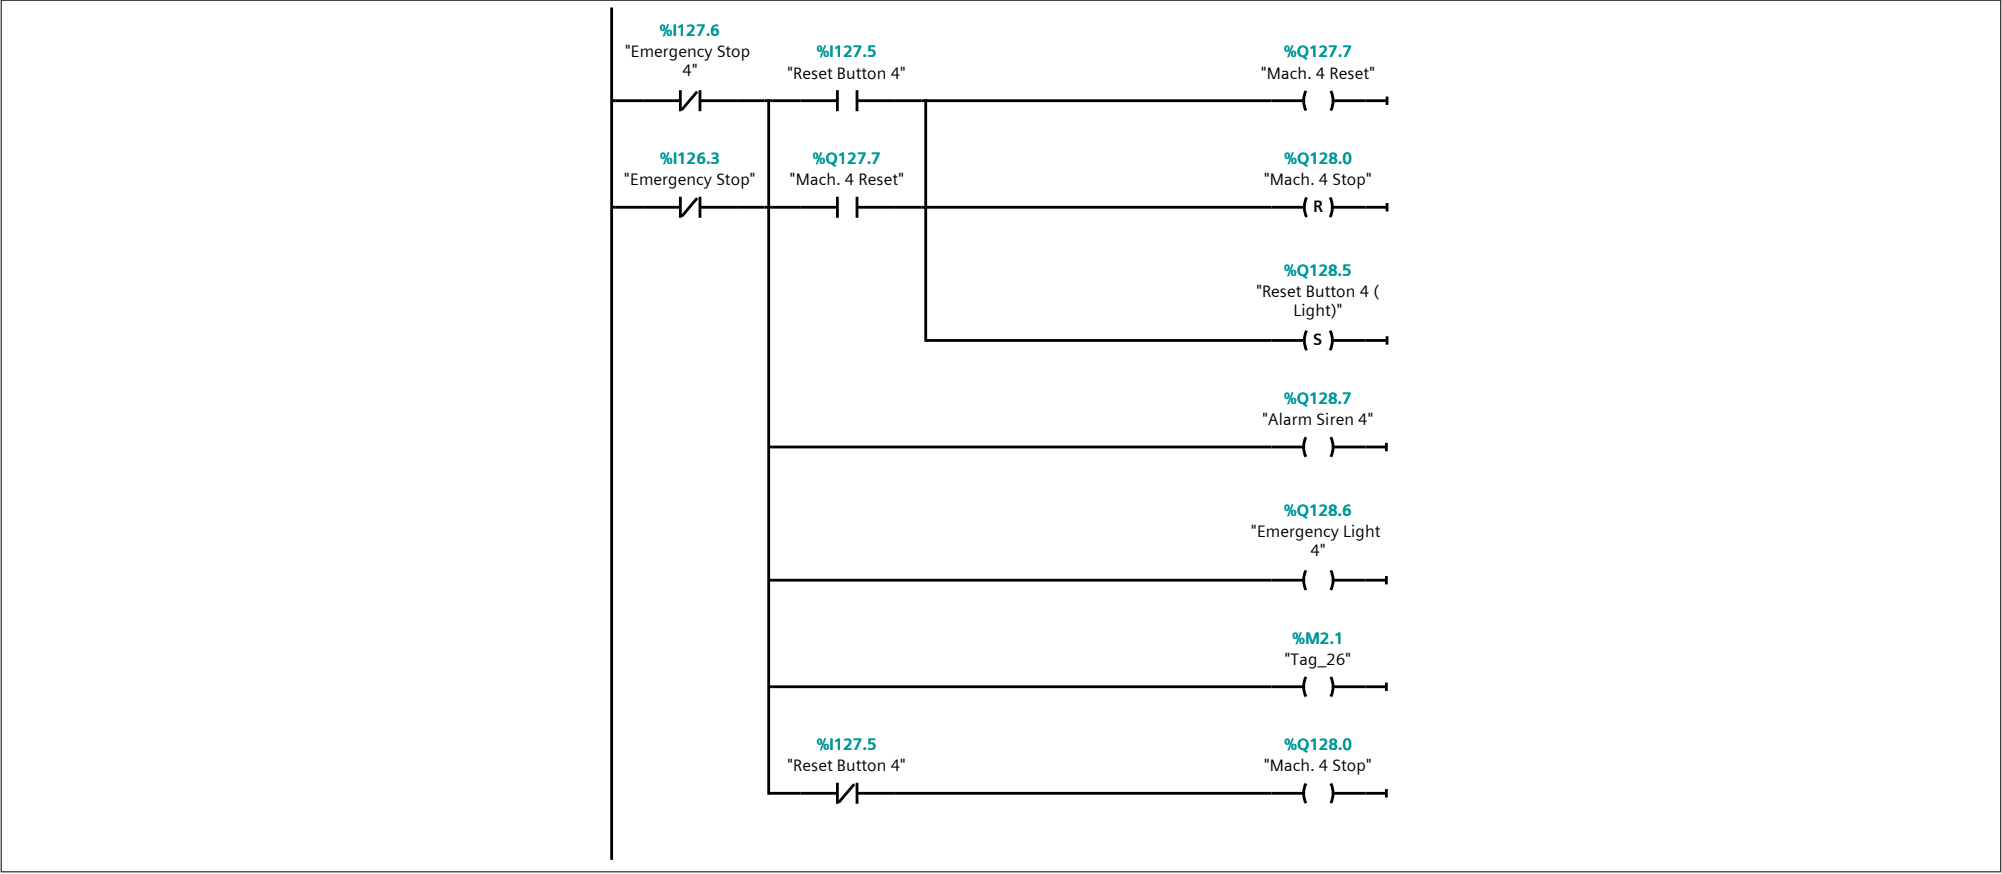 %I127.6
"Emergency Stop
4"
%I127.5
"Reset Button 4"
%Q127.7
"Mach. 4 Reset"
%I126.3
"Emergency Stop"
%Q127.7
"Mach. 4 Reset"
%Q128.0
"Mach. 4 Stop"
R
%Q128.5
"Reset Button 4 (
Light)"
S
%Q128.7
"Alarm Siren 4"
%Q128.6
"Emergency Light
4"
%M2.1
"Tag_26"
%I127.5
"Reset Button 4"
%Q128.0
"Mach. 4 Stop"